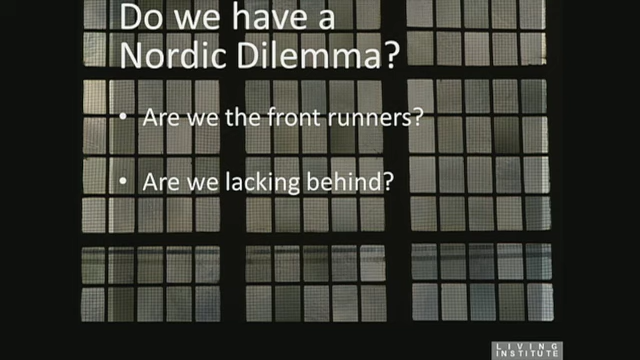 Do we have a
Nordic Dilemma?
• Are we the front runners?
• Are we lacking behind?
LIVING
INSTITUTE